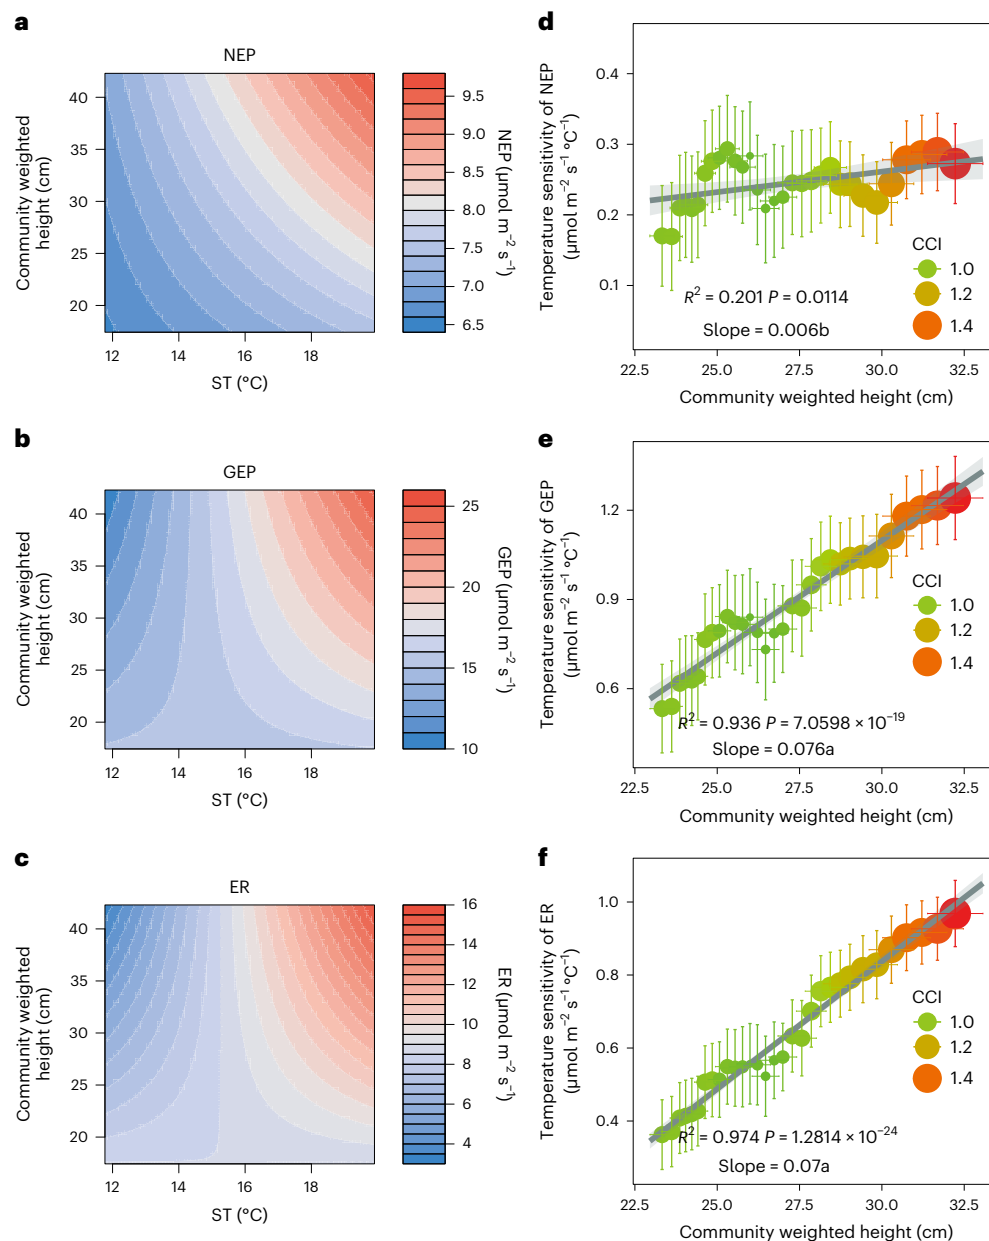 a
NEP
40
35
30
25
20
12
14
16
18
ST (°C)
Community weighted
height (cm)
9.5
9.0
8.5
8.0
7.5
7.0
6.5
NEP (μmol m⁻² s⁻¹)
d
0.4
0.3
0.2
0.1
Temperature sensitivity of NEP
(μmol m⁻² s⁻¹ °C⁻¹)
CCI
1.0
1.2
1.4
R² = 0.201 P = 0.0114
Slope = 0.006b
22.5
25.0
27.5
30.0
32.5
Community weighted height (cm)
b
GEP
40
35
30
25
20
12
14
16
18
ST (°C)
Community weighted
height (cm)
25
20
15
10
GEP (μmol m⁻² s⁻¹)
e
1.2
0.9
0.6
Temperature sensitivity of GEP
(μmol m⁻² s⁻¹ °C⁻¹)
CCI
1.0
1.2
1.4
R² = 0.936 P = 7.0598 × 10⁻¹⁹
Slope = 0.076a
22.5
25.0
27.5
30.0
32.5
Community weighted height (cm)
c
ER
40
35
30
25
20
12
14
16
18
ST (°C)
Community weighted
height (cm)
16
14
12
10
8
6
4
ER (μmol m⁻² s⁻¹)
f
1.0
0.8
0.6
0.4
Temperature sensitivity of ER
(μmol m⁻² s⁻¹ °C⁻¹)
CCI
1.0
1.2
1.4
R² = 0.974 P = 1.2814 × 10⁻²⁴
Slope = 0.07a
22.5
25.0
27.5
30.0
32.5
Community weighted height (cm)